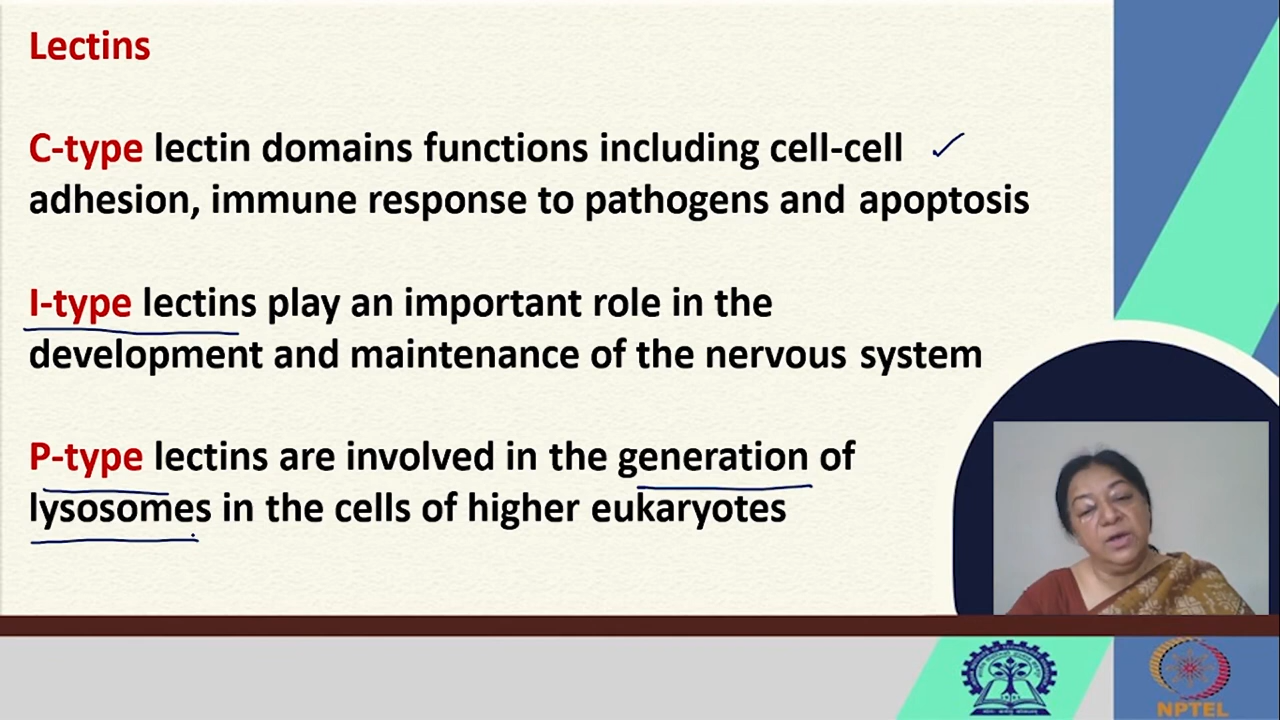 Lectins
C-type lectin domains functions including cell-cell
adhesion, immune response to pathogens and apoptosis
I-type lectins play an important role in the
development and maintenance of the nervous system
P-type lectins are involved in the generation of
lysosomes in the cells of higher eukaryotes
NPTEL